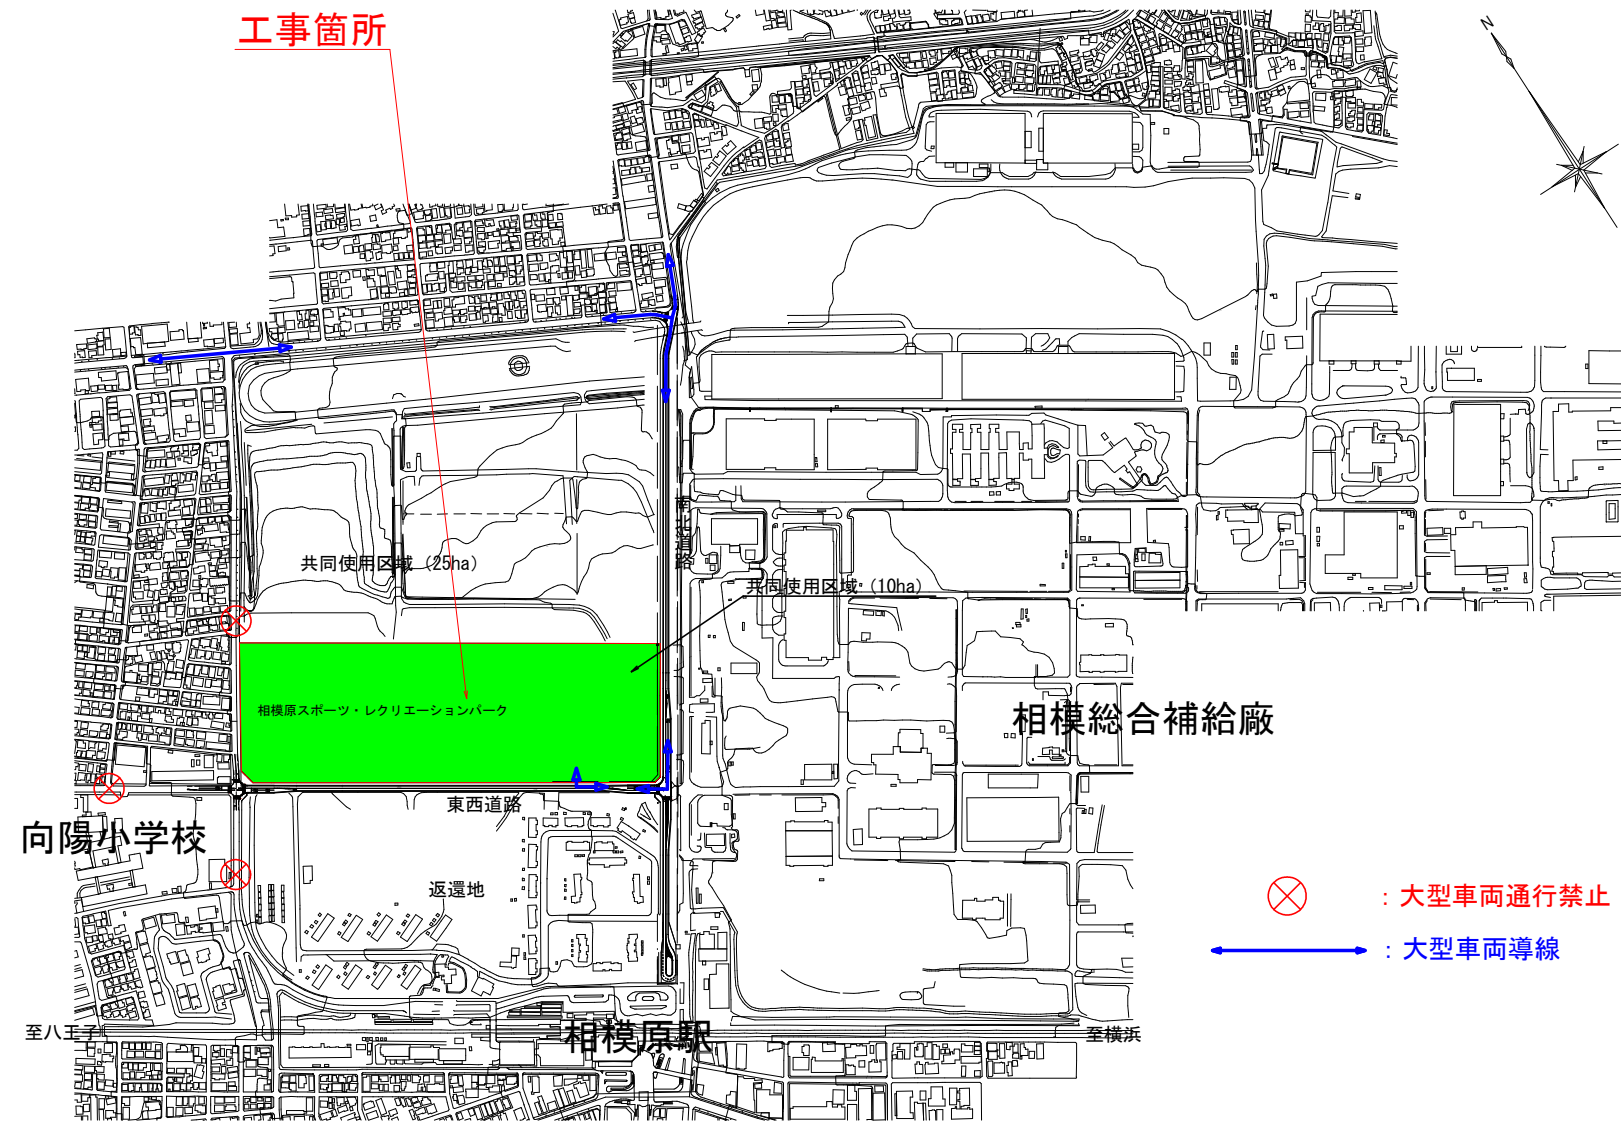 工事箇所
N
南北道路
共同使用区域（25ha）
共同使用区域（10ha）
相模原スポーツ・レクリエーションパーク
相模総合補給廠
東西道路
向陽小学校
返還地
：大型車両通行禁止
：大型車両導線
至八王子
相模原駅
至横浜